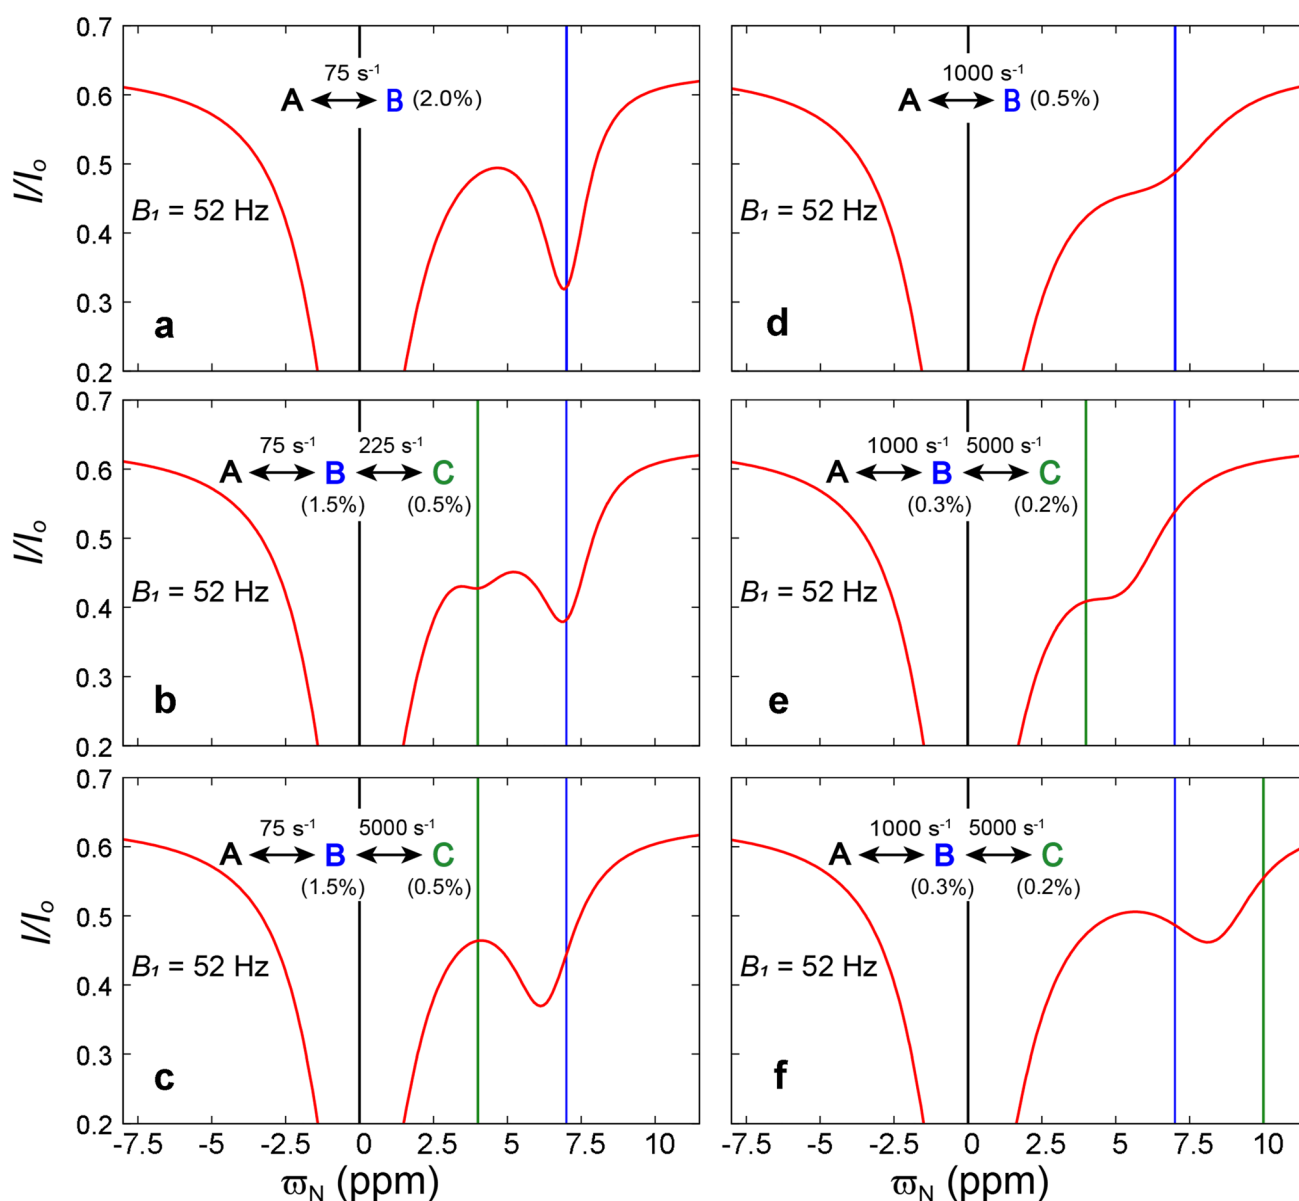 0.7
0.6
0.5
0.4
0.3
0.2
I/Io
75 s⁻¹
A B (2.0%)
B₁ = 52 Hz
a
1000 s⁻¹
A B (0.5%)
B₁ = 52 Hz
d
0.7
0.6
0.5
0.4
0.3
0.2
I/Io
75 s⁻¹ 225 s⁻¹
A B C
(1.5%) (0.5%)
B₁ = 52 Hz
b
1000 s⁻¹ 5000 s⁻¹
A B C
(0.3%) (0.2%)
B₁ = 52 Hz
e
0.7
0.6
0.5
0.4
0.3
0.2
I/Io
75 s⁻¹ 5000 s⁻¹
A B C
(1.5%) (0.5%)
B₁ = 52 Hz
c
1000 s⁻¹ 5000 s⁻¹
A B C
(0.3%) (0.2%)
B₁ = 52 Hz
f
-7.5 -5 -2.5 0 2.5 5 7.5 10
ϖN (ppm)
-7.5 -5 -2.5 0 2.5 5 7.5 10
ϖN (ppm)